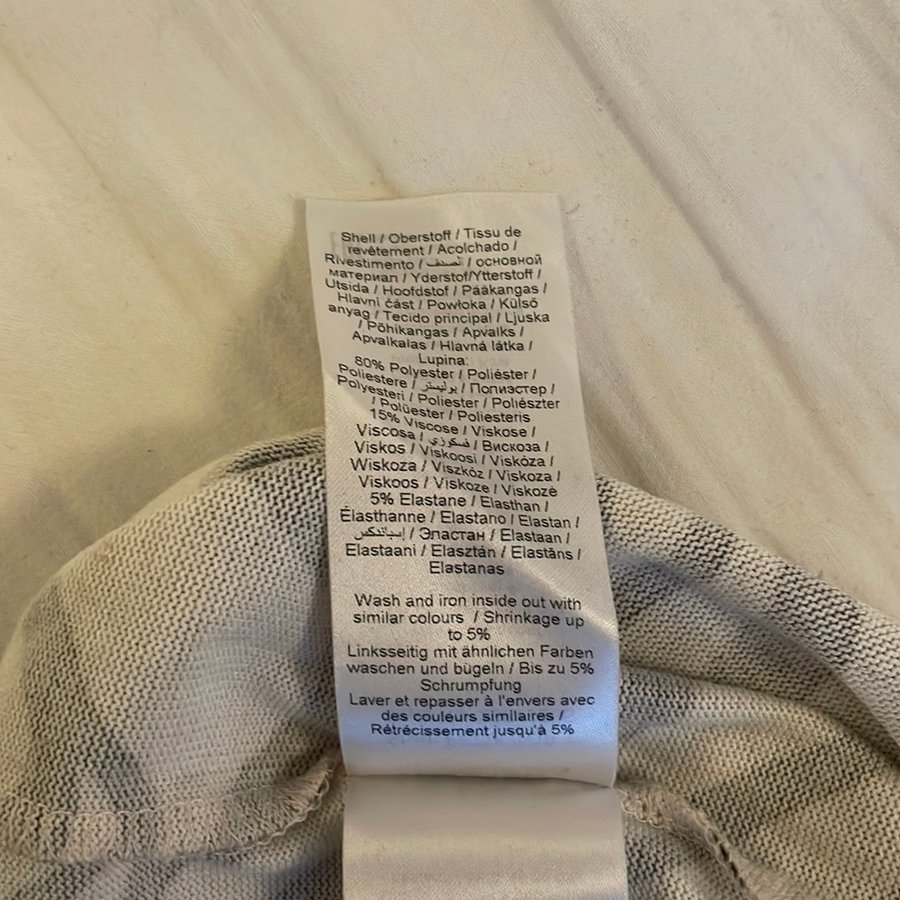 Shell / Oberstoff / Tissu de
revêtement / Acolchado /
Rivestimento / الصدف / основной
материал / Yderstof/Ytterstoff /
Utsida / Hoofdstof / Pääkangas /
Hlavní část / Powłoka / Külső
anyag / Tecido principal / Ljuska
/ Põhikangas / Apvalks /
Apvalkalas / Hlavná látka /
Lupina:
80% Polyester / Poliéster /
Poliestere / بوليستر / Полиэстер /
Polyesteri / Poliester / Poliészter
/ Polüester / Poliesteris
15% Viscose / Viskose /
Viscosa / فسكوزي / Вискоза /
Viskos / Viskoosi / Viskóza /
Wiskoza / Viszkóz / Viskoza /
Viskoos / Viskoze / Viskozė
5% Elastane / Elasthan /
Élasthanne / Elastano / Elastan /
إسباندكس / Эластан / Elastaan /
Elastaani / Elasztán / Elastāns /
Elastanas
Wash and iron inside out with
similar colours / Shrinkage up
to 5%
Linksseitig mit ähnlichen Farben
waschen und bügeln / Bis zu 5%
Schrumpfung
Laver et repasser à l'envers avec
des couleurs similaires /
Rétrécissement jusqu'à 5%